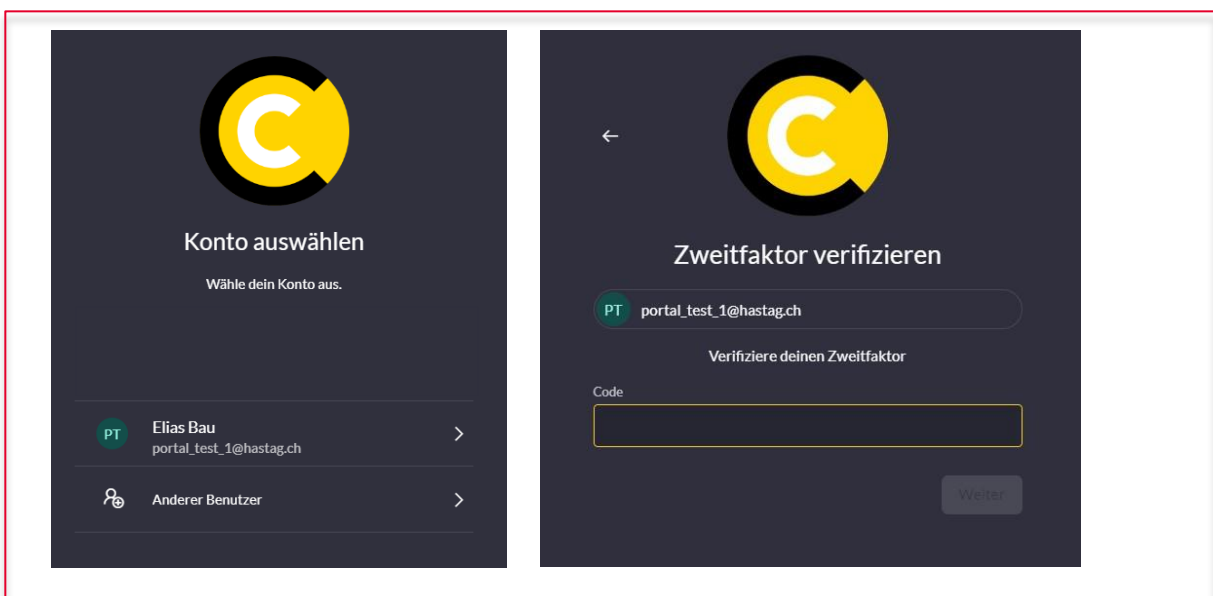 Konto auswählen
Wähle dein Konto aus.
PT
Elias Bau
portal_test_1@hastag.ch
Anderer Benutzer
Zweitfaktor verifizieren
PT portal_test_1@hastag.ch
Verifiziere deinen Zweitfaktor
Code
Weiter